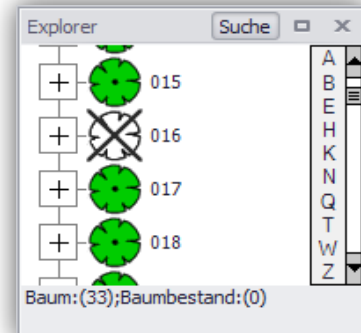 Explorer
Suche
015
016
017
018
A
B
E
H
K
N
Q
T
W
Z
Baum:(33);Baumbestand:(0)